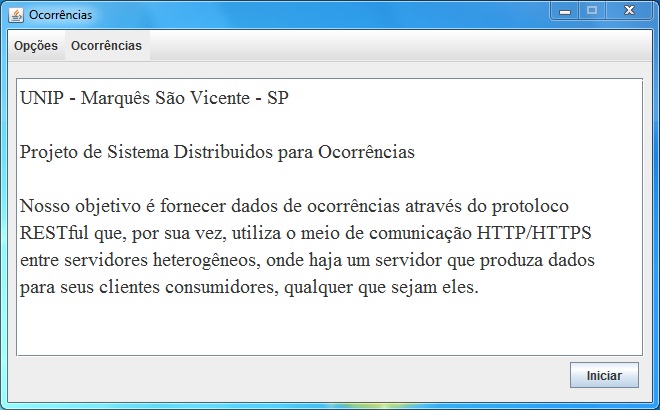 Ocorrências
Opções Ocorrências
UNIP - Marquês São Vicente - SP
Projeto de Sistema Distribuidos para Ocorrências
Nosso objetivo é fornecer dados de ocorrências através do protoloco
RESTful que, por sua vez, utiliza o meio de comunicação HTTP/HTTPS
entre servidores heterogêneos, onde haja um servidor que produza dados
para seus clientes consumidores, qualquer que sejam eles.
Iniciar